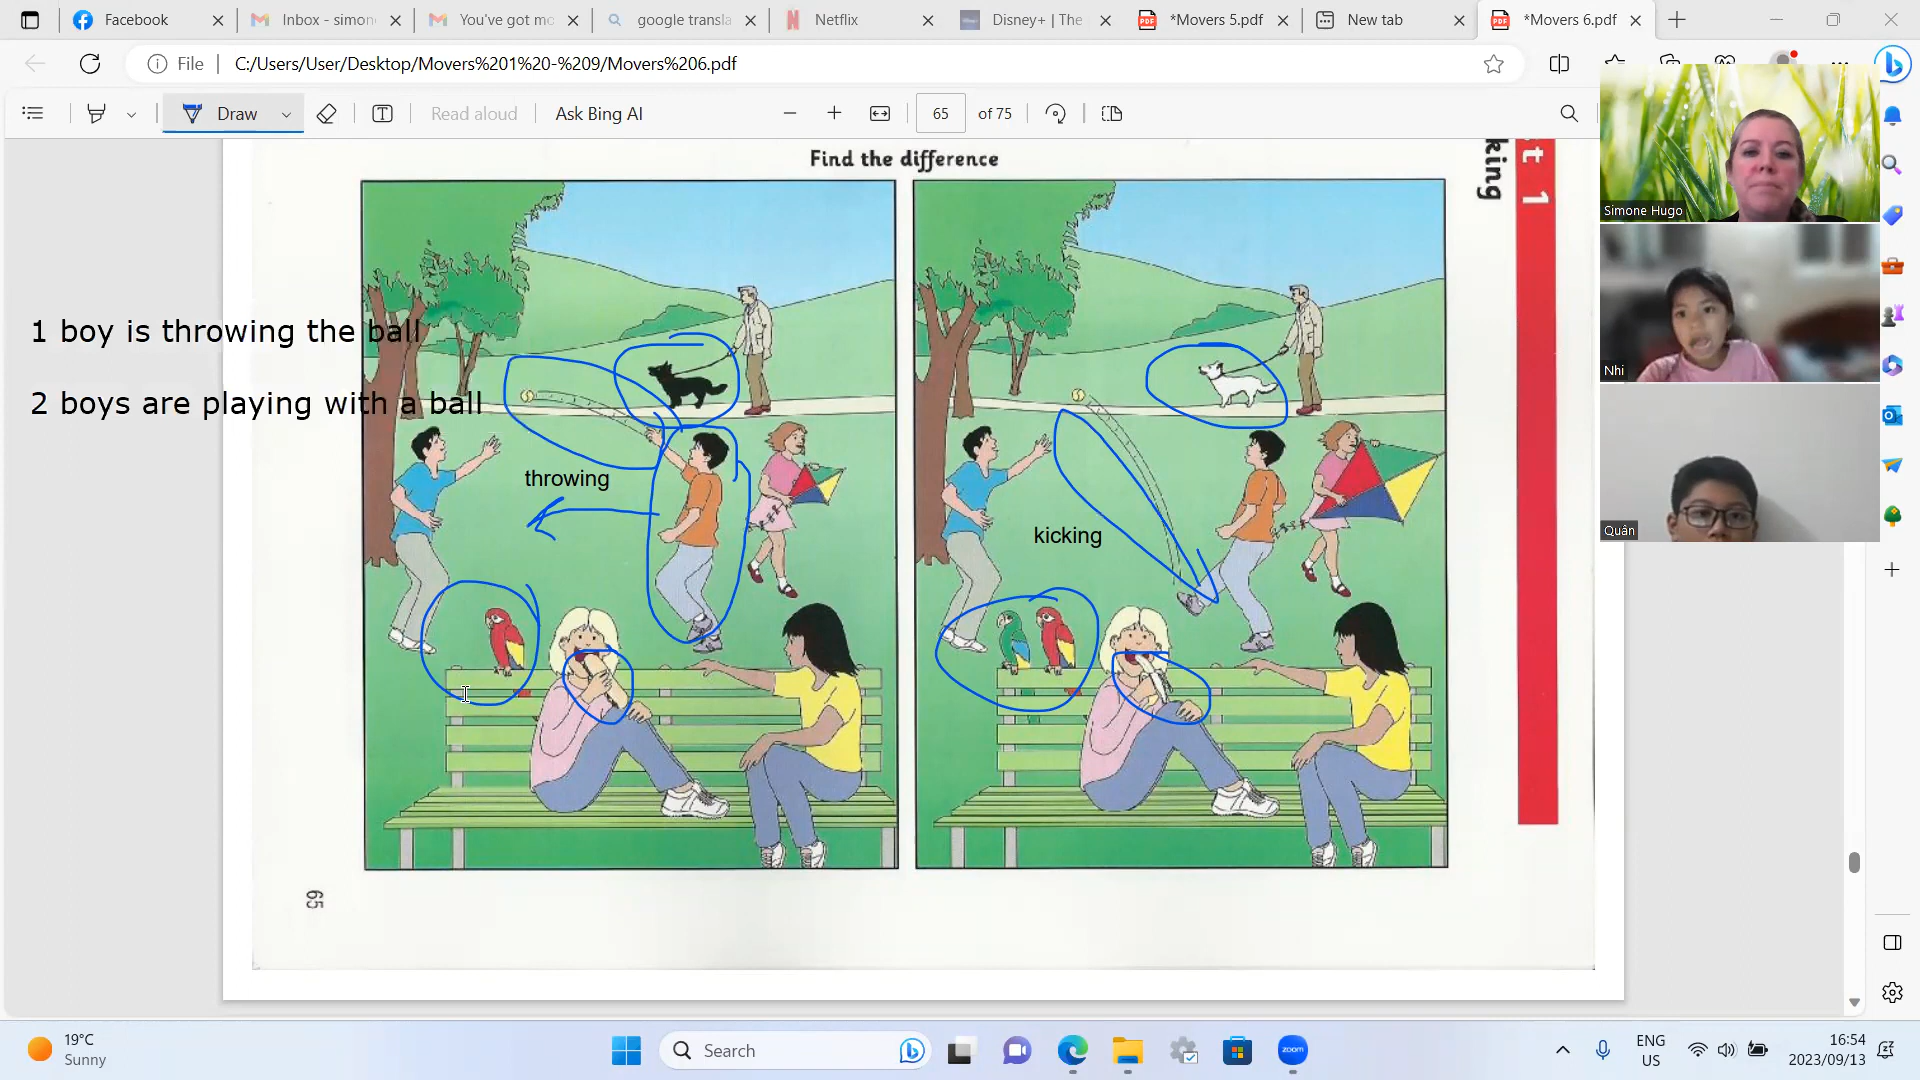 Facebook
Inbox - simon
You've got mo
google transla
Netflix
Disney+ | The
*Movers 5.pdf
New tab
*Movers 6.pdf
File
C:/Users/User/Desktop/Movers%201%20-%209/Movers%206.pdf
Draw
Read aloud
Ask Bing AI
65
of 75
Find the difference
king
t 1
Simone Hugo
Nhi
Quân
1 boy is throwing the ball
2 boys are playing with a ball
throwing
kicking
65
19°C
Sunny
Search
zoom
ENG
US
16:54
2023/09/13